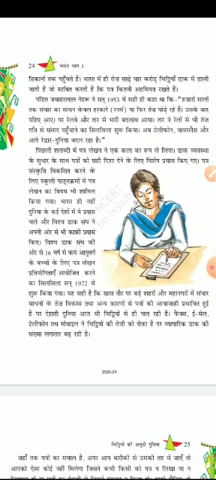 24 भारत भाग 3
ठिकानों तक पहुँचते हैं। भारत में ही रोज साढ़े चार करोड़ चिट्ठियाँ डाक में डाली
जाती हैं जो साबित करती हैं कि पत्र कितनी अहमियत रखते हैं।
पंडित जवाहरलाल नेहरू ने सन् 1953 में सही ही कहा था कि—"हजारों सालों
तक संचार का साधन केवल हरकारे (रनर्स) या फिर तेज घोड़े रहे हैं। उसके बाद
पहिए आए। पर रेलवे और तार से भारी बदलाव आया। तार ने रेलों से भी तेज
गति से संवाद पहुँचाने का सिलसिला शुरू किया। अब टेलीफोन, वायरलैस और
आगे रेडार-दुनिया बदल रहा है।"
पिछली शताब्दी में पत्र लेखन ने एक कला का रूप ले लिया। डाक व्यवस्था
के सुधार के साथ पत्रों को सही दिशा देने के लिए विशेष प्रयास किए गए। पत्र
संस्कृति विकसित करने के
लिए स्कूली पाठ्यक्रमों में पत्र
लेखन का विषय भी शामिल
किया गया। भारत ही नहीं
दुनिया के कई देशों में ये प्रयास
चले और विश्व डाक संघ ने
अपनी ओर से भी काफ़ी प्रयास
किए। विश्व डाक संघ की
ओर से 16 वर्ष से कम आयुवर्ग
के बच्चों के लिए पत्र लेखन
प्रतियोगिताएँ आयोजित करने
का सिलसिला सन् 1972 से
शुरू किया गया। यह सही है कि खास तौर पर बड़े शहरों और महानगरों में संचार
साधनों के तेज विकास तथा अन्य कारणों से पत्रों की आवाजाही प्रभावित हुई
है पर देहाती दुनिया आज भी चिट्ठियों से ही चल रही है। फैक्स, ई-मेल,
टेलीफोन तथा मोबाइल ने चिट्ठियों की तेजी को रोका है पर व्यापारिक डाक की
संख्या लगातार बढ़ रही है।
2020-21
चिट्ठियों की अनूठी दुनिया 25
जहाँ तक पत्रों का सवाल है, अगर आप बारीकी से उसकी तह में जाएँ तो
आपको ऐसा कोई नहीं मिलेगा जिसने कभी किसी को पत्र न लिखा या न